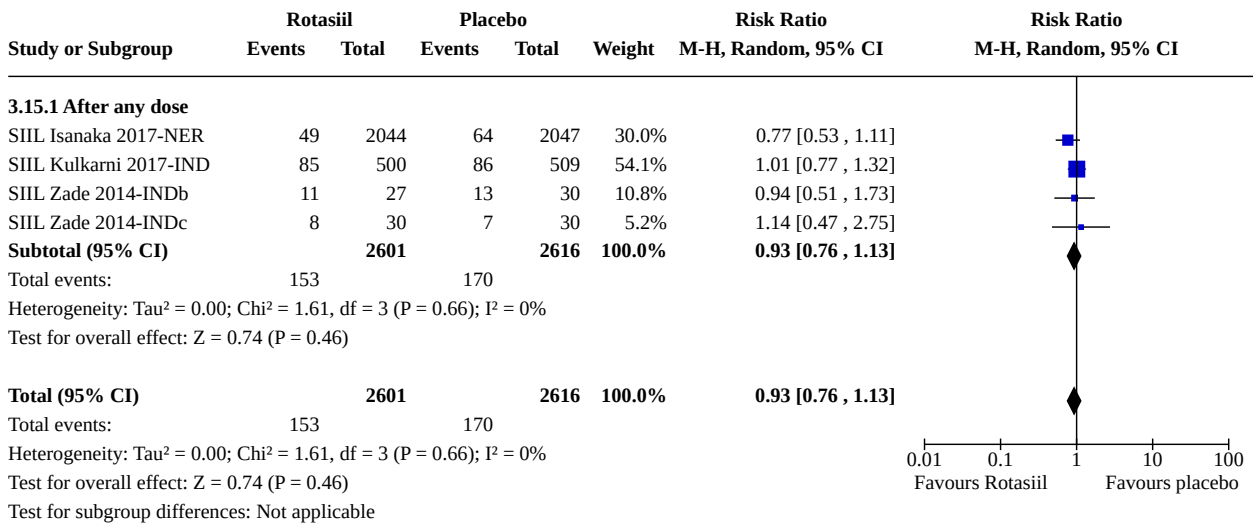 Rotasiil Placebo Risk Ratio Risk Ratio
Study or Subgroup Events Total Events Total Weight M-H, Random, 95% CI M-H, Random, 95% CI
3.15.1 After any dose
SIIL Isanaka 2017-NER 49 2044 64 2047 30.0% 0.77 [0.53 , 1.11]
SIIL Kulkarni 2017-IND 85 500 86 509 54.1% 1.01 [0.77 , 1.32]
SIIL Zade 2014-INDb 11 27 13 30 10.8% 0.94 [0.51 , 1.73]
SIIL Zade 2014-INDc 8 30 7 30 5.2% 1.14 [0.47 , 2.75]
Subtotal (95% CI) 2601 2616 100.0% 0.93 [0.76 , 1.13]
Total events: 153 170
Heterogeneity: Tau² = 0.00; Chi² = 1.61, df = 3 (P = 0.66); I² = 0%
Test for overall effect: Z = 0.74 (P = 0.46)
Total (95% CI) 2601 2616 100.0% 0.93 [0.76 , 1.13]
Total events: 153 170
Heterogeneity: Tau² = 0.00; Chi² = 1.61, df = 3 (P = 0.66); I² = 0%
0.01 0.1 1 10 100
Test for overall effect: Z = 0.74 (P = 0.46) Favours Rotasiil Favours placebo
Test for subgroup differences: Not applicable